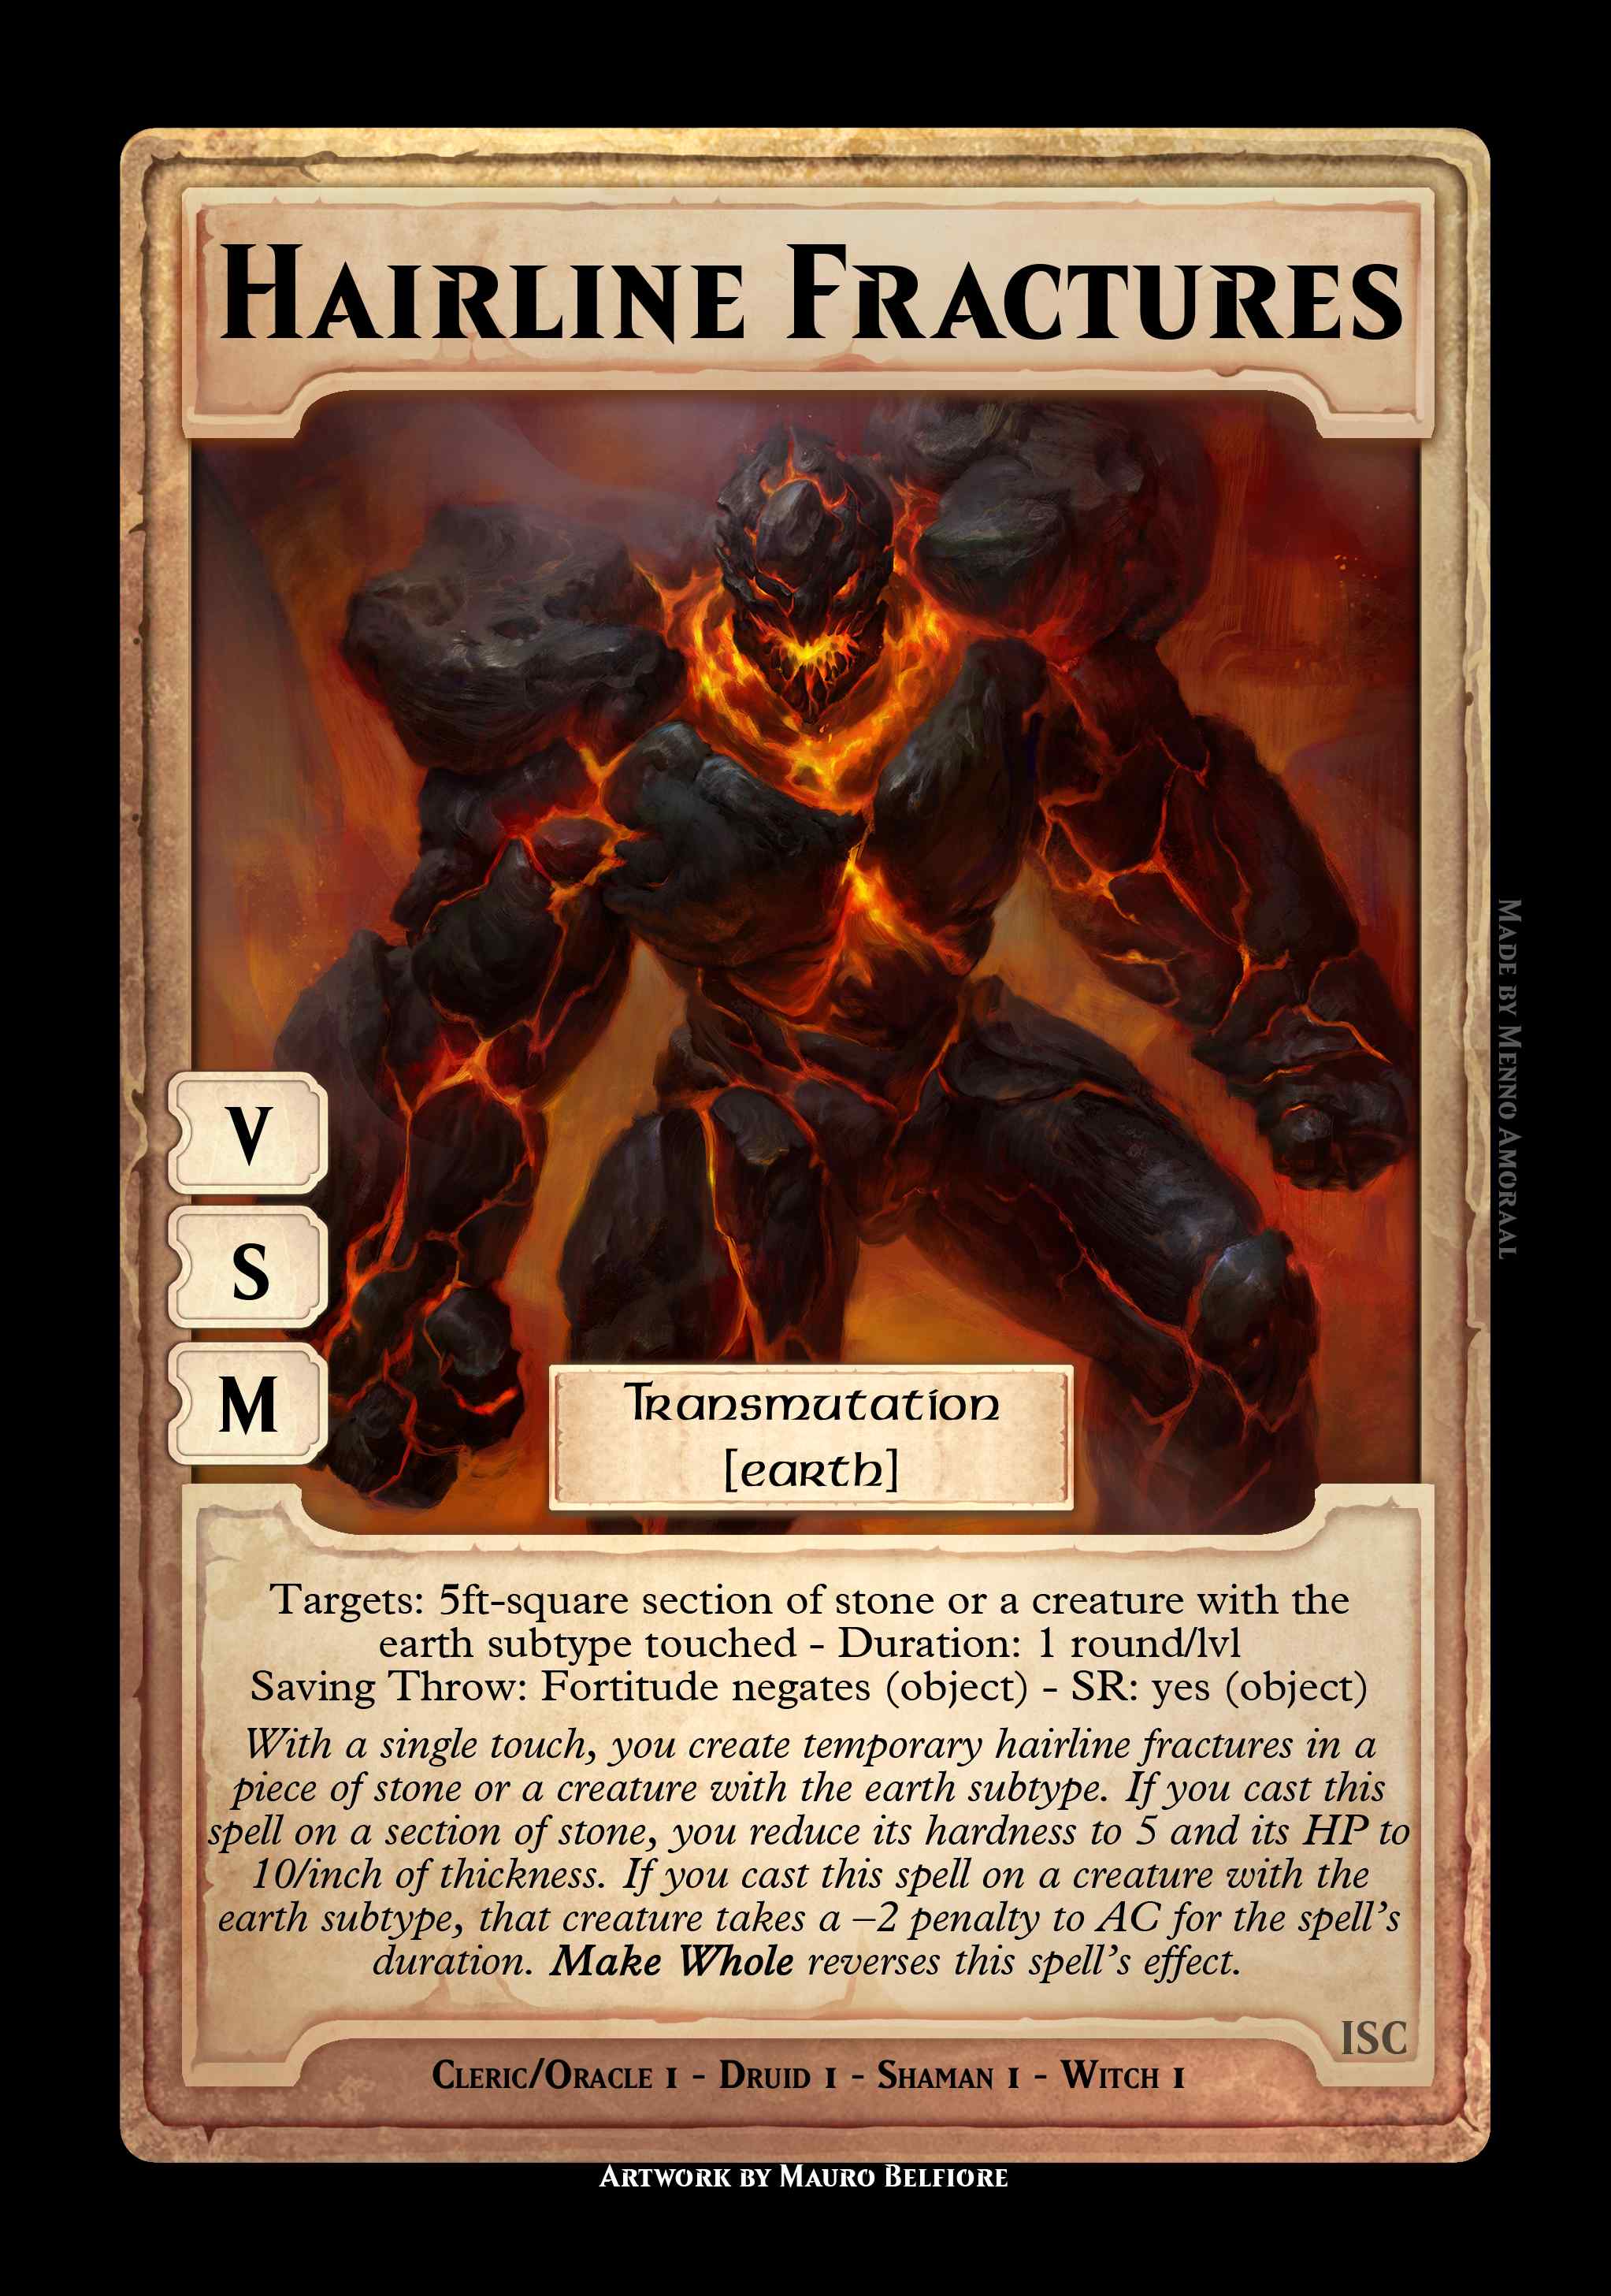 Hairline Fractures
V
S
M
Transmutation
[earth]
Targets: 5ft-square section of stone or a creature with the
earth subtype touched - Duration: 1 round/lvl
Saving Throw: Fortitude negates (object) - SR: yes (object)
With a single touch, you create temporary hairline fractures in a
piece of stone or a creature with the earth subtype. If you cast this
spell on a section of stone, you reduce its hardness to 5 and its HP to
10/inch of thickness. If you cast this spell on a creature with the
earth subtype, that creature takes a –2 penalty to AC for the spell's
duration. Make Whole reverses this spell's effect.
ISC
Cleric/Oracle 1 - Druid 1 - Shaman 1 - Witch 1
Artwork by Mauro Belfiore
Made by Menno Amoraal